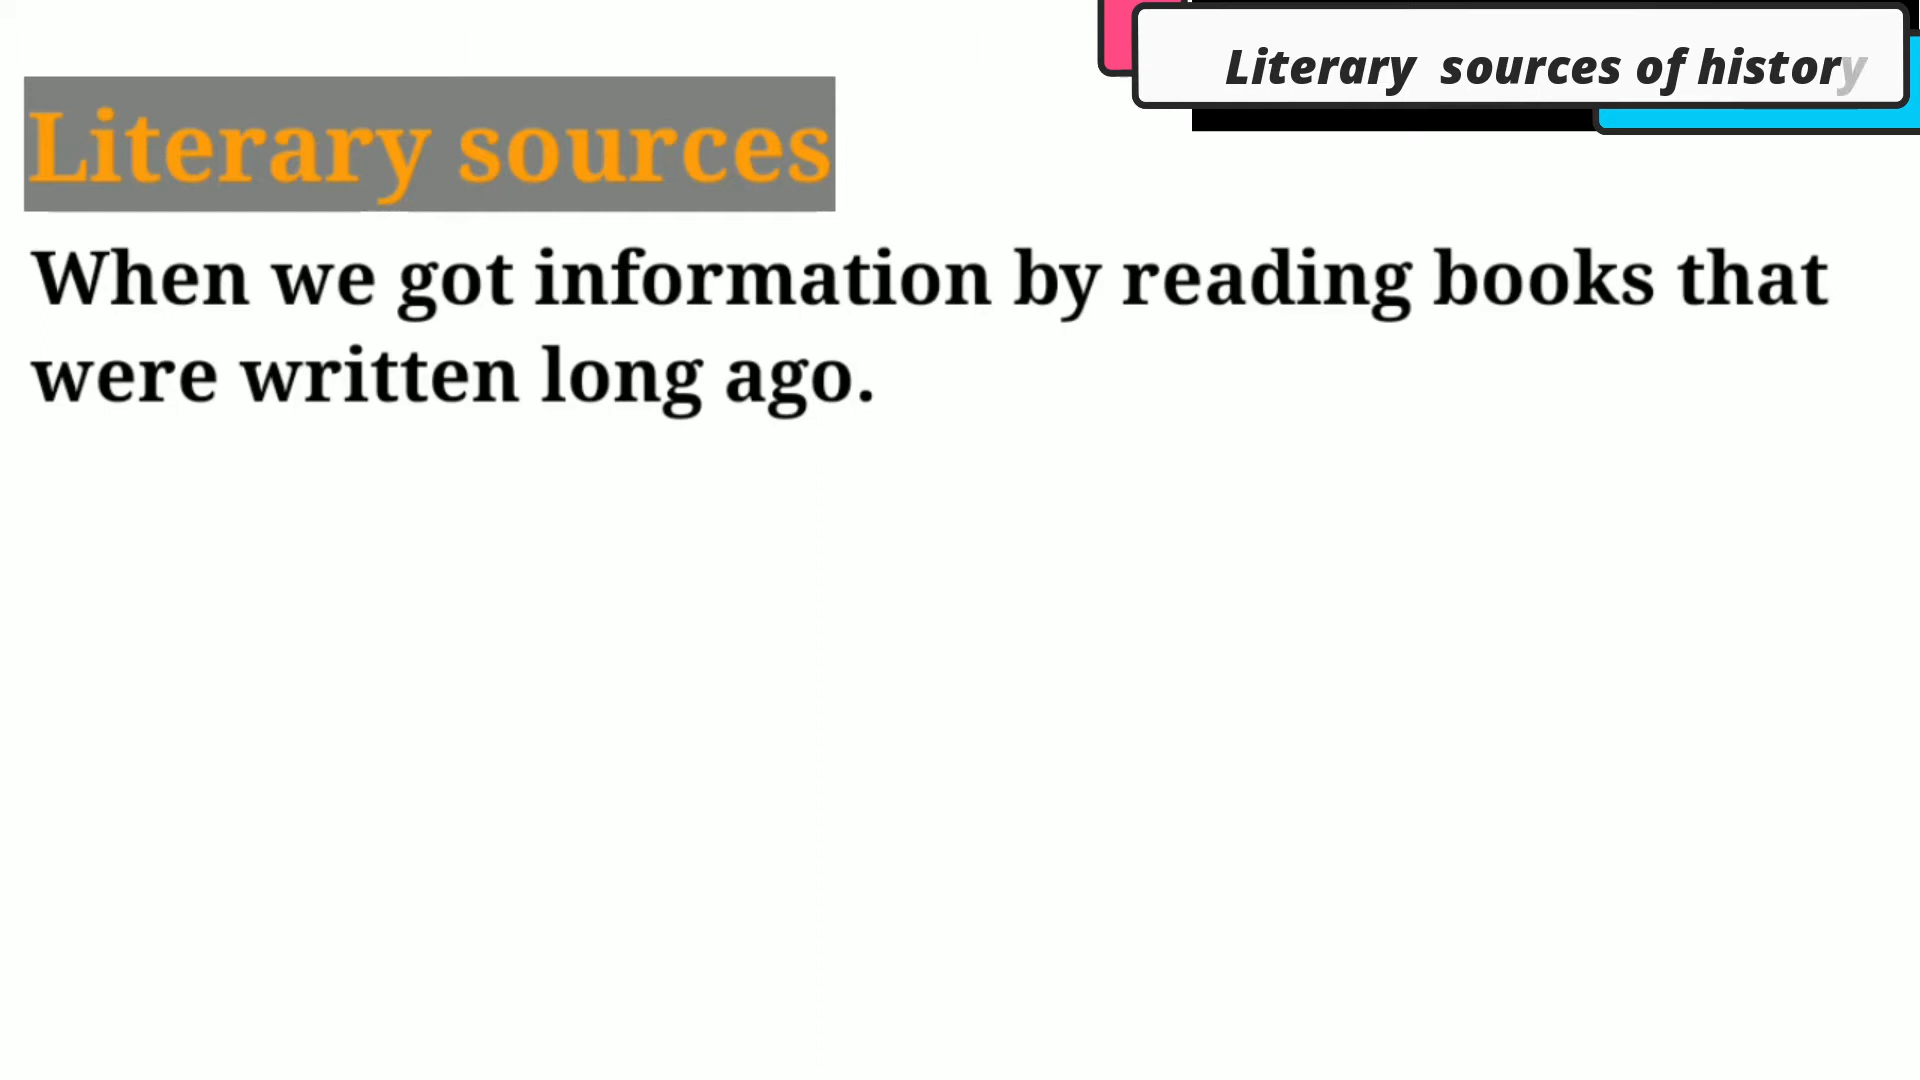 Literary sources of history
Literary sources
When we got information by reading books that
were written long ago.